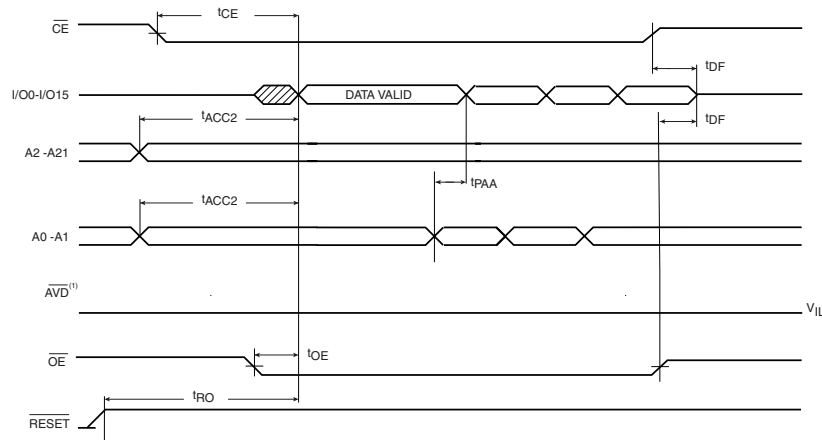 tCE
CE
tDF
I/O0-I/O15
DATA VALID
tACC2
tDF
A2 -A21
tPAA
tACC2
A0 -A1
AVD(1)
VIL
OE
tOE
tRO
RESET